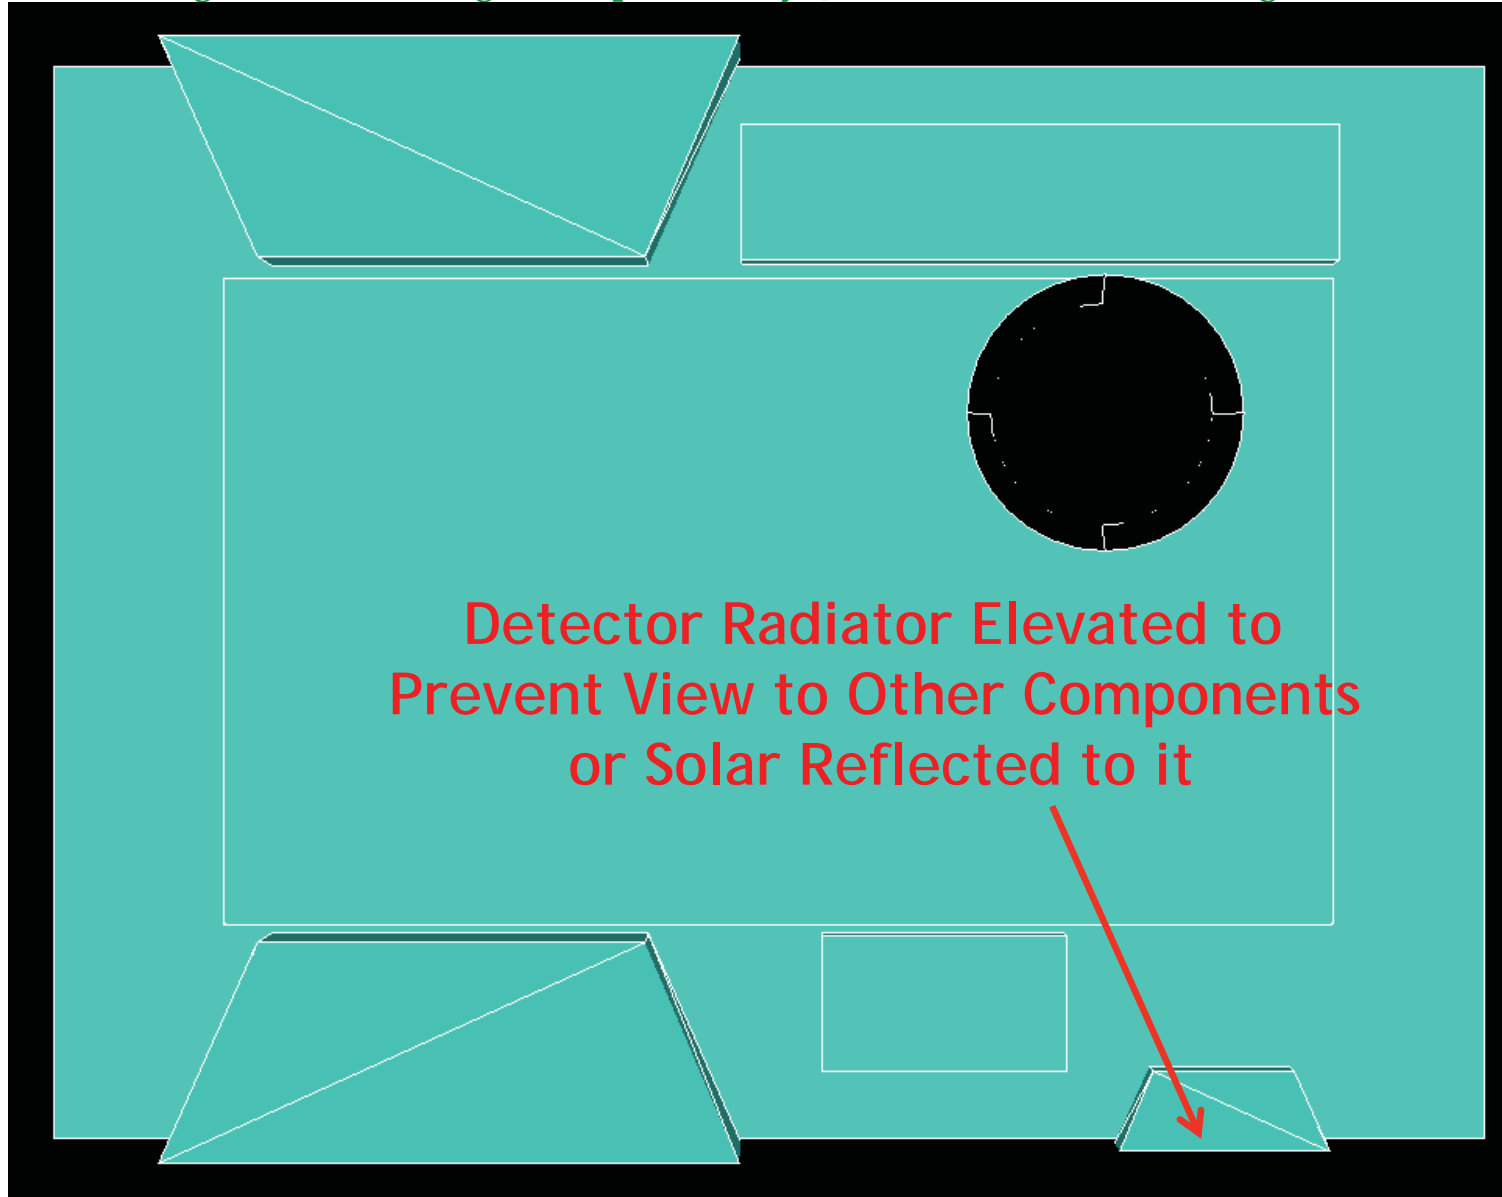 Detector Radiator Elevated to
Prevent View to Other Components
or Solar Reflected to it